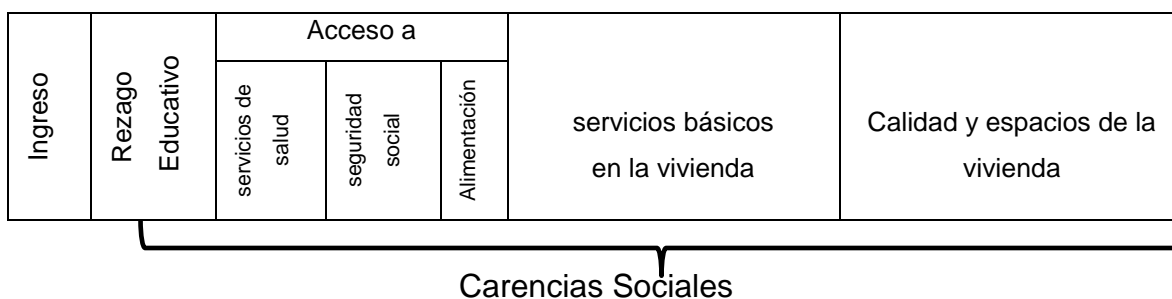 Ingreso
Rezago
Educativo
Acceso a
servicios de
salud
seguridad
social
Alimentación
servicios básicos
en la vivienda
Calidad y espacios de la
vivienda
Carencias Sociales